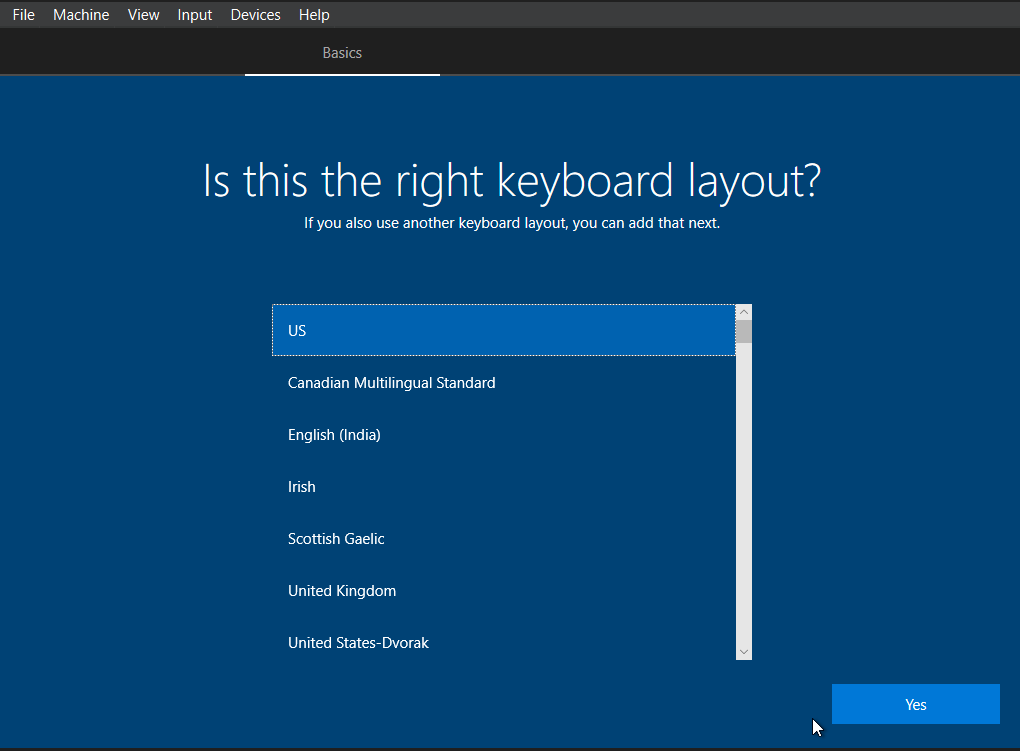 File Machine View Input Devices Help
Basics
Is this the right keyboard layout?
If you also use another keyboard layout, you can add that next.
US
Canadian Multilingual Standard
English (India)
Irish
Scottish Gaelic
United Kingdom
United States-Dvorak
Yes